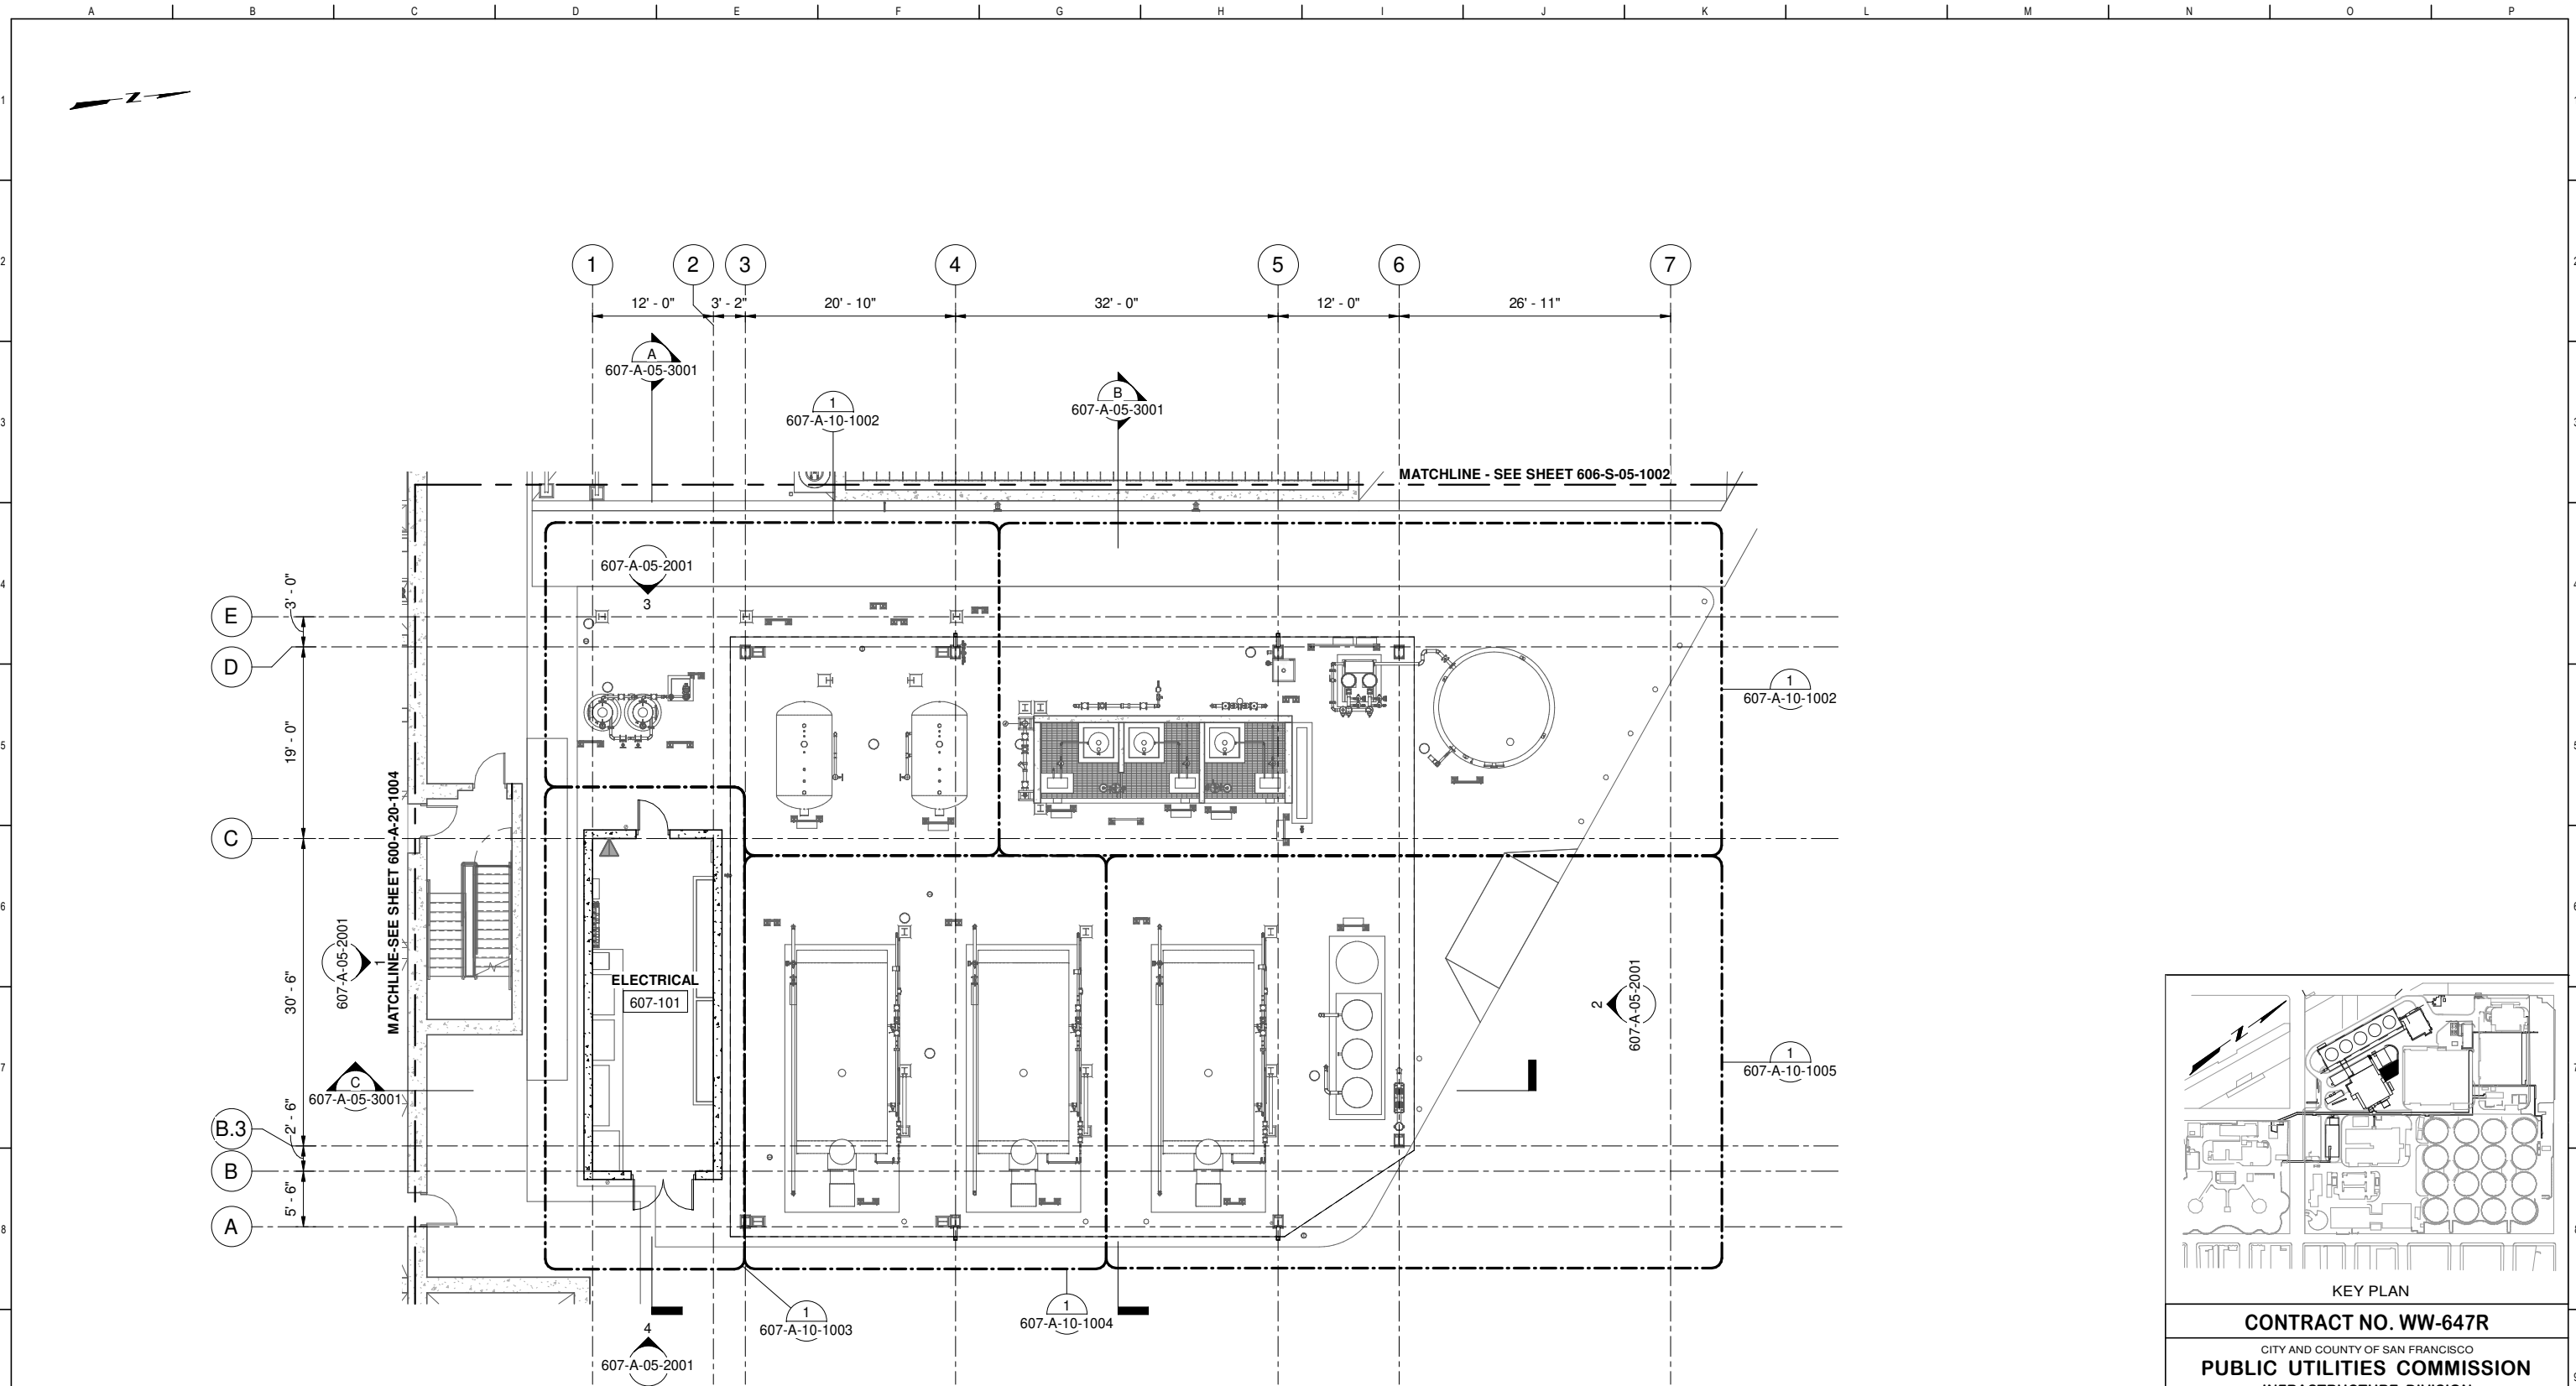 A B C D E F G H I J K L M N O P
1
2
3
4
5
6
7
8
Z
1 2 3 4 5 6 7
12' - 0" 3' - 2" 20' - 10" 32' - 0" 12' - 0" 26' - 11"
A
607-A-05-3001
B
607-A-05-3001
1
607-A-10-1002
MATCHLINE - SEE SHEET 606-S-05-1002
607-A-05-2001
3
E
3' - 0"
D
19' - 0"
C
30' - 6"
B.3
2' - 6"
B
5' - 6"
A
1
607-A-10-1002
MATCHLINE-SEE SHEET 600-A-20-1004
607-A-05-2001
1
ELECTRICAL
607-101
2
607-A-05-2001
C
607-A-05-3001
1
607-A-10-1005
1
607-A-10-1003
1
607-A-10-1004
4
607-A-05-2001
Z
KEY PLAN
CONTRACT NO. WW-647R
CITY AND COUNTY OF SAN FRANCISCO
PUBLIC UTILITIES COMMISSION